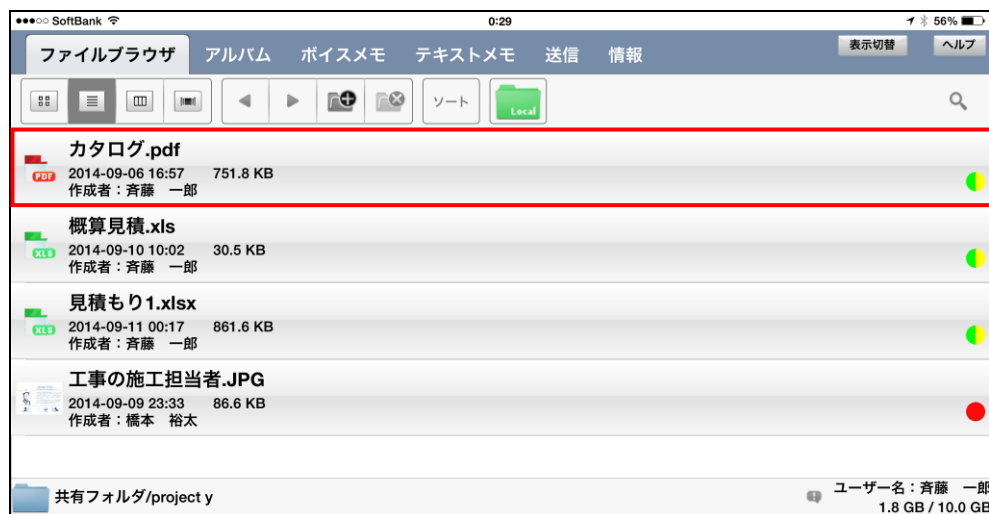 SoftBank 0:29 56%
ファイルブラウザ アルバム ボイスメモ テキストメモ 送信 情報 表示切替 ヘルプ
ソート Local
カタログ.pdf
PDF 2014-09-06 16:57 751.8 KB
作成者：斉藤 一郎
概算見積.xls
XLS 2014-09-10 10:02 30.5 KB
作成者：斉藤 一郎
見積もり1.xlsx
XLS 2014-09-11 00:17 861.6 KB
作成者：斉藤 一郎
工事の施工担当者.JPG
2014-09-09 23:33 86.6 KB
作成者：橋本 裕太
共有フォルダ/project y ユーザー名：斉藤 一郎
1.8 GB / 10.0 GB